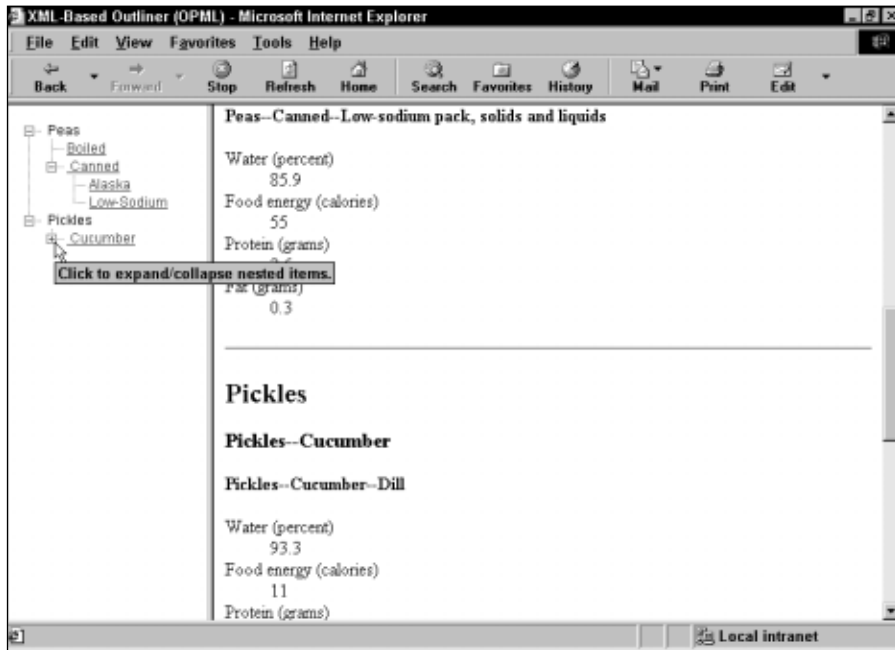 XML-Based Outliner (OPML) - Microsoft Internet Explorer
File Edit View Favorites Tools Help
Back Forward Stop Refresh Home Search Favorites History Mail Print Edit
Peas
Boiled
Canned
Alaska
Low-Sodium
Pickles
Cucumber
Click to expand/collapse nested items.
Peas--Canned--Low-sodium pack, solids and liquids
Water (percent)
85.9
Food energy (calories)
55
Protein (grams)
Fat (grams)
0.3
Pickles
Pickles--Cucumber
Pickles--Cucumber--Dill
Water (percent)
93.3
Food energy (calories)
11
Protein (grams)
Local intranet